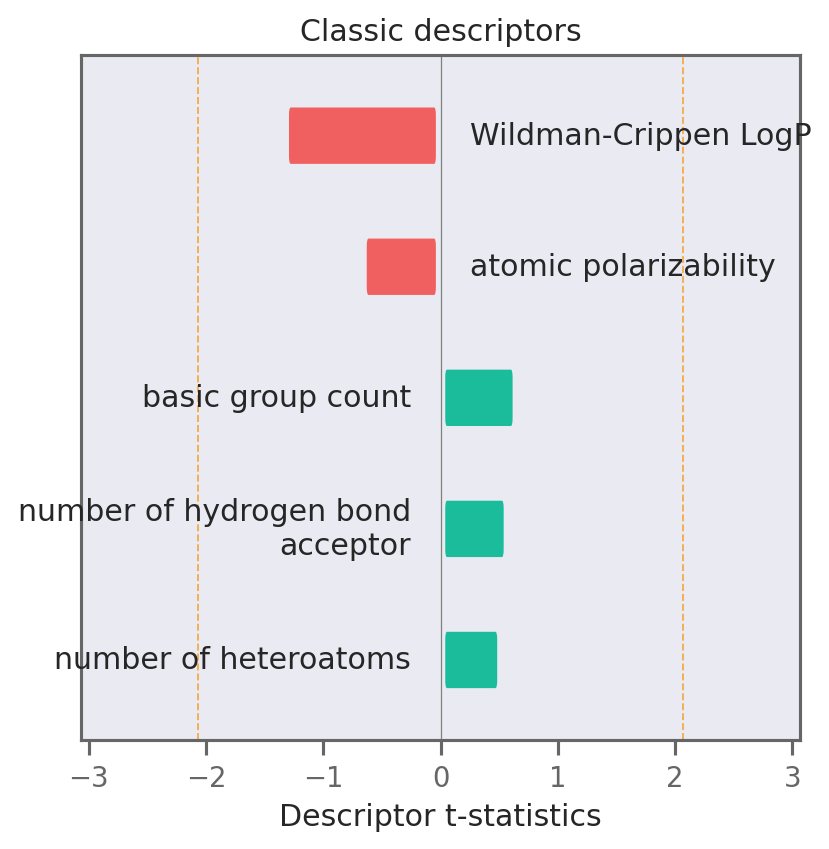 Classic descriptors
Wildman-Crippen LogP
atomic polarizability
basic group count
number of hydrogen bond
acceptor
number of heteroatoms
−3 −2 −1 0 1 2 3
Descriptor t-statistics